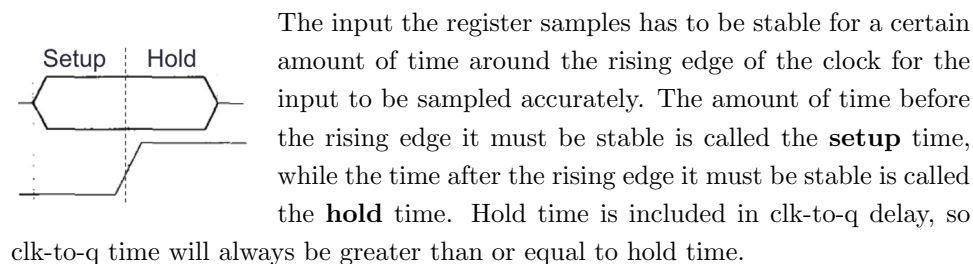 Setup Hold
The input the register samples has to be stable for a certain
amount of time around the rising edge of the clock for the
input to be sampled accurately. The amount of time before
the rising edge it must be stable is called the setup time,
while the time after the rising edge it must be stable is called
the hold time. Hold time is included in clk-to-q delay, so
clk-to-q time will always be greater than or equal to hold time.